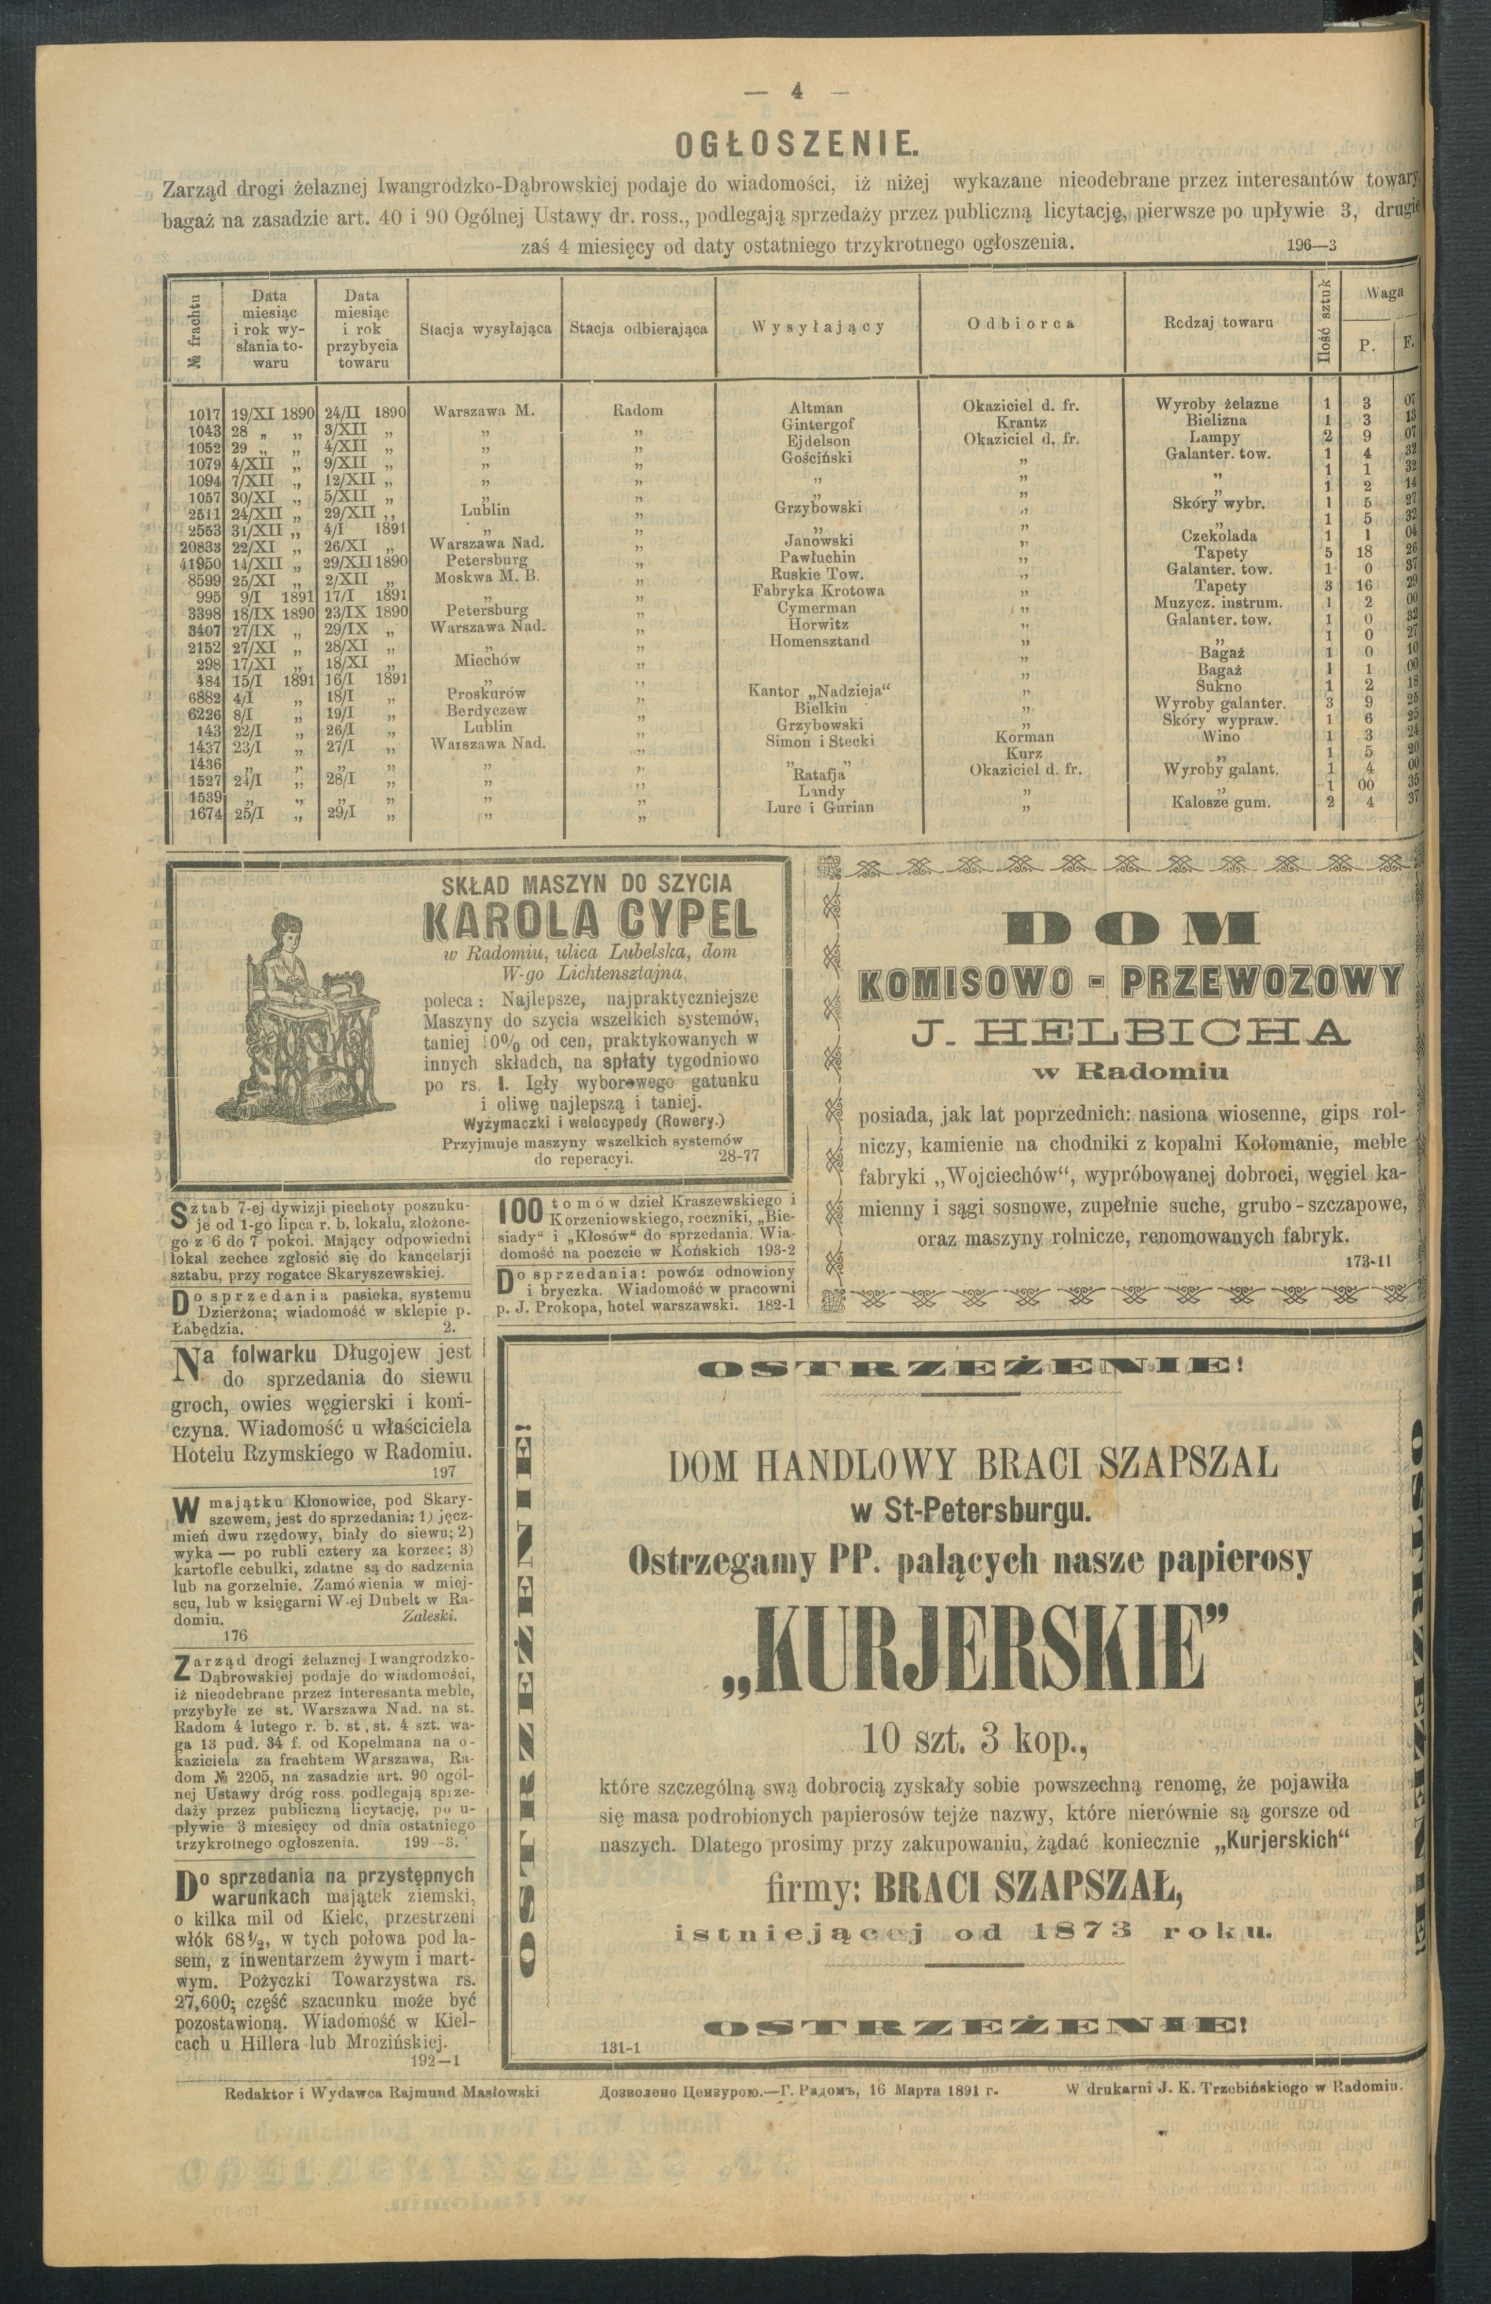 — 4 —
OGŁOSZENIE.
Zarząd drogi żelaznej Iwangrodzko-Dąbrowskiej podaje do wiadomości, iż niżej wykazane nieodebrane przez interesantów towary
bagaż na zasadzie art. 40 i 90 Ogólnej Ustawy dr. ross., podlegają sprzedaży przez publiczną licytację, pierwsze po upływie 3, drugie
zaś 4 miesięcy od daty ostatniego trzykrotnego ogłoszenia. 196—3
№ frachtu | Data miesiąc i rok wysłania towaru | Data miesiąc i rok przybycia towaru | Stacja wysyłająca | Stacja odbierająca | Wysyłający | Odbiorca | Rodzaj towaru | Ilość sztuk | Waga P. F.
1017 19/XI 1890 24/II 1890 Warszawa M. Radom Altman Okaziciel d. fr. Wyroby żelazne 1 3 07
1043 28 „ „ 3/XII „ „ „ Gintergof Krantz Bielizna 1 3 13
1052 29 „ „ 4/XII „ „ „ Ejdelson Okaziciel d. fr. Lampy 2 9 07
1079 4/XII „ 9/XII „ „ „ Gościński „ Galanter. tow. 1 4 32
1094 7/XII „ 12/XII „ „ „ „ „ „ 1 1 32
1057 30/XI „ 5/XII „ „ „ „ „ „ 1 2 14
2511 24/XII „ 29/XII „ Lublin „ Grzybowski „ Skóry wybr. 1 5 27
2553 31/XII „ 4/I 1891 „ „ „ „ „ 1 5 32
20833 22/XI „ 26/XI „ Warszawa Nad. „ Janowski „ Czekolada 1 1 04
41950 14/XII „ 29/XII 1890 Petersburg „ Pawłuchin „ Tapety 5 18 26
8599 25/XI „ 2/XII „ Moskwa M. B. „ Ruskie Tow. „ Galanter. tow. 1 0 37
995 9/I 1891 17/I 1891 „ „ Fabryka Krotowa „ Tapety 3 16 29
3398 18/IX 1890 23/IX 1890 Petersburg „ Cymerman „ Muzycz. instrum. 1 2 00
3407 27/IX „ 29/IX „ Warszawa Nad. „ Horwitz „ Galanter. tow. 1 0 32
2152 27/XI „ 28/XI „ „ „ Homensztand „ „ 1 0 27
298 17/XI „ 18/XI „ Miechów „ „ Bagaż 1 0 10
484 15/I 1891 16/I 1891 „ „ „ Bagaż 1 1 00
6882 4/I „ 18/I „ Proskurów „ Kantor „Nadzieja“ „ Sukno 1 2 18
6226 8/I „ 19/I „ Berdyczew „ Bielkin „ Wyroby galanter. 3 9 25
143 22/I „ 26/I „ Lublin „ Grzybowski „ Skóry wypraw. 1 6 25
1437 23/I „ 27/I „ Warszawa Nad. „ Simon i Stecki Korman Wino 1 3 24
1436 „ „ „ „ „ „ „ „ Kurz „ 1 5 20
1527 24/I „ 28/I „ „ „ "Ratafja" Okaziciel d. fr. Wyroby galant. 1 4 00
1539 „ „ „ „ „ „ Landy „ „ 1 00 35
1674 25/I „ 29/I „ „ „ Lurc i Gurian „ Kalosze gum. 2 4 37
SKŁAD MASZYN DO SZYCIA
KAROLA CYPEL
w Radomiu, ulica Lubelska, dom
W-go Lichtensztajna,
poleca: Najlepsze, najpraktyczniejsze
Maszyny do szycia wszelkich systemów,
taniej 10% od cen, praktykowanych w
innych składch, na spłaty tygodniowo
po rs. 1. Igły wyborowego gatunku
i oliwę najlepszą i taniej.
Wyżymaczki i welocypedy (Rowery.)
Przyjmuje maszyny wszelkich systemów
do reperacyi. 28-77
DOM
KOMISOWO - PRZEWOZOWY
J. HELBICHA
w Radomiu
posiada, jak lat poprzednich: nasiona wiosenne, gips rol-
niczy, kamienie na chodniki z kopalni Kołomanie, meble
fabryki „Wojciechów“, wypróbowanej dobroci, węgiel ka-
mienny i sągi sosnowe, zupełnie suche, grubo-szczapowe,
oraz maszyny rolnicze, renomowanych fabryk.
173-11
Sztab 7-ej dywizji piechoty poszuku-
je od 1-go lipca r. b. lokalu, złożone-
go z 6 do 7 pokoi. Mający odpowiedni
lokal zechce zgłosić się do kancelarji
sztabu, przy rogatce Skaryszewskiej.
Do sprzedania pasieka, systemu
Dzierżona; wiadomość w sklepie p.
Łabędzia. 2.
Na folwarku Długojew jest
do sprzedania do siewu
groch, owies węgierski i koni-
czyna. Wiadomość u właściciela
Hotelu Rzymskiego w Radomiu.
197
W majątku Klonowice, pod Skary-
szewem, jest do sprzedania: 1) jęcz-
mień dwu rzędowy, biały do siewu; 2)
wyka — po rubli cztery za korzec; 3)
kartofle cebulki, zdatne są do sadzenia
lub na gorzelnie. Zamówienia w miej-
scu, lub w księgarni W-ej Dubelt w Ra-
domiu. Zaleski.
176
Zarząd drogi żelaznej Iwangrodzko-
Dąbrowskiej podaje do wiadomości,
iż nieodebrane przez interesanta meble,
przybyłe ze st. Warszawa Nad. na st.
Radom 4 lutego r. b. st. st. 4 szt. wa-
ga 13 pud. 34 f. od Kopelmana na o-
kaziciela za frachtem Warszawa, Ra-
dom № 2205, na zasadzie art. 90 ogól-
nej Ustawy dróg ross. podlegają sprze-
daży przez publiczną licytację, po u-
pływie 3 miesięcy od dnia ostatniego
trzykrotnego ogłoszenia. 199--3.
Do sprzedania na przystępnych
warunkach majątek ziemski,
o kilka mil od Kielc, przestrzeni
włók 68½, w tych połowa pod la-
sem, z inwentarzem żywym i mart-
wym. Pożyczki Towarzystwa rs.
27,600; część szacunku może być
pozostawioną. Wiadomość w Kiel-
cach u Hillera lub Mrozińskiej.
192—1
100 tomów dzieł Kraszewskiego i
Korzeniowskiego, roczniki, „Bie-
siady“ i „Kłosów“ do sprzedania. Wia-
domość na poczcie w Końskich 193-2
Do sprzedania: powóz odnowiony
i bryczka. Wiadomość w pracowni
p. J. Prokopa, hotel warszawski. 182-1
OSTRZEŻENIE!
OSTRZEŻENIE!
OSTRZEŻENIE!
DOM HANDLOWY BRACI SZAPSZAL
w St-Petersburgu.
Ostrzegamy PP. palących nasze papierosy
„KURJERSKIE”
10 szt. 3 kop.,
które szczególną swą dobrocią zyskały sobie powszechną renomę, że pojawiła
się masa podrobionych papierosów tejże nazwy, które nierównie są gorsze od
naszych. Dlatego prosimy przy zakupowaniu, żądać koniecznie „Kurjerskich“
firmy: BRACI SZAPSZAŁ,
istniejącej od 1873 roku.
OSTRZEŻENIE!
131-1
Redaktor i Wydawca Rajmund Masłowski Дозволено Цензурою.—Г. Радомъ, 16 Марта 1891 г. W drukarni J. K. Trzebińskiego w Radomiu.